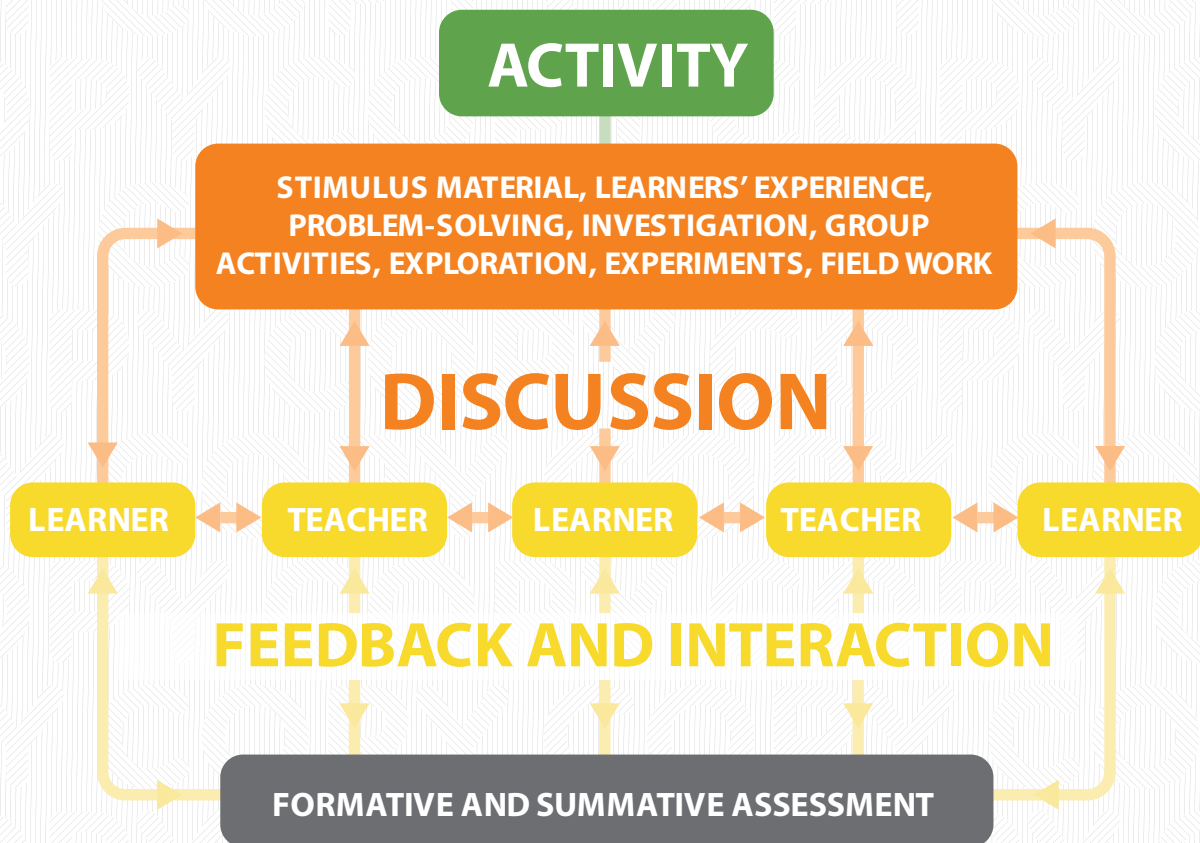 ACTIVITY
STIMULUS MATERIAL, LEARNERS’ EXPERIENCE,
PROBLEM-SOLVING, INVESTIGATION, GROUP
ACTIVITIES, EXPLORATION, EXPERIMENTS, FIELD WORK
DISCUSSION
LEARNER TEACHER LEARNER TEACHER LEARNER
FEEDBACK AND INTERACTION
FORMATIVE AND SUMMATIVE ASSESSMENT